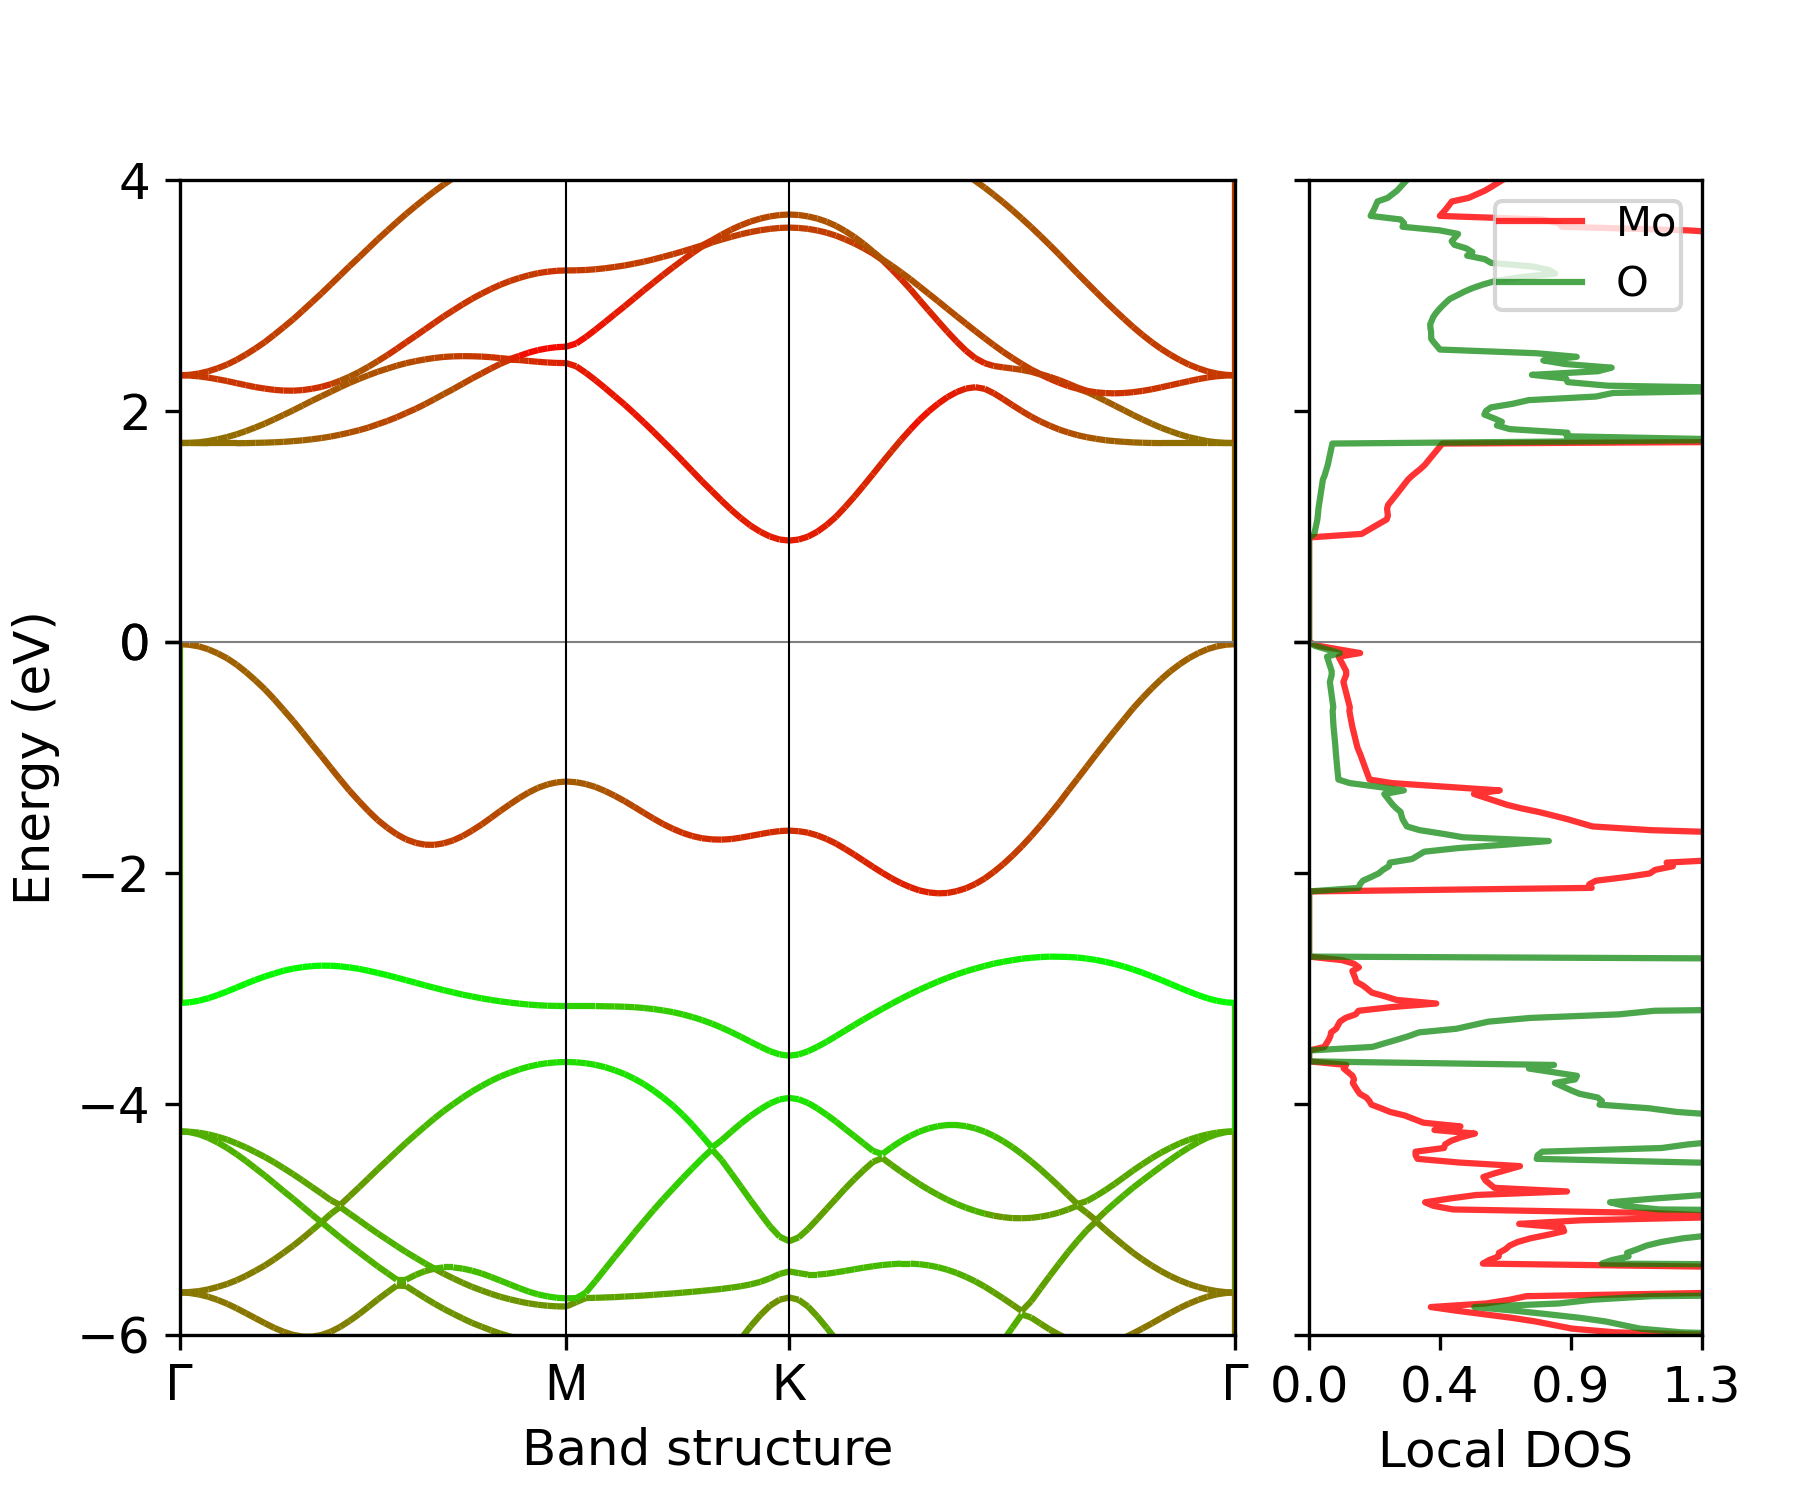 4
2
0
−2
−4
−6
Energy (eV)
Γ M K Γ
Band structure
Mo
O
0.0 0.4 0.9 1.3
Local DOS